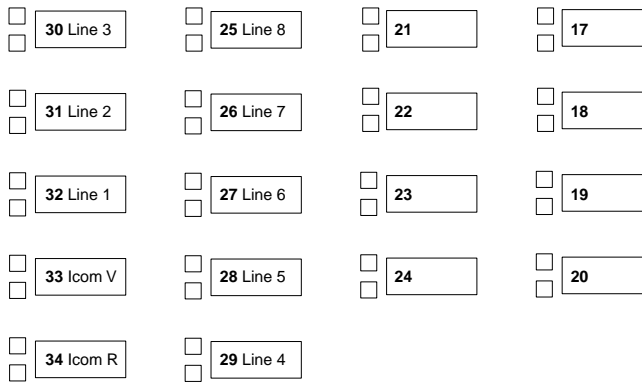 30 Line 3
25 Line 8
21
17
31 Line 2
26 Line 7
22
18
32 Line 1
27 Line 6
23
19
33 Icom V
28 Line 5
24
20
34 Icom R
29 Line 4